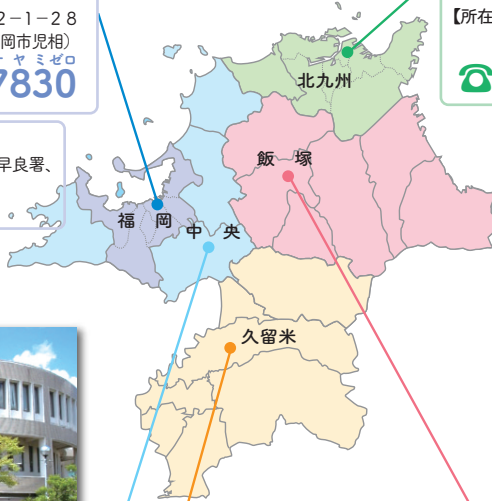 ２−１−２８
岡市児相）
ヤミゼロ
7830
早良署、
【所在
北九州
飯塚
福岡
中央
久留米